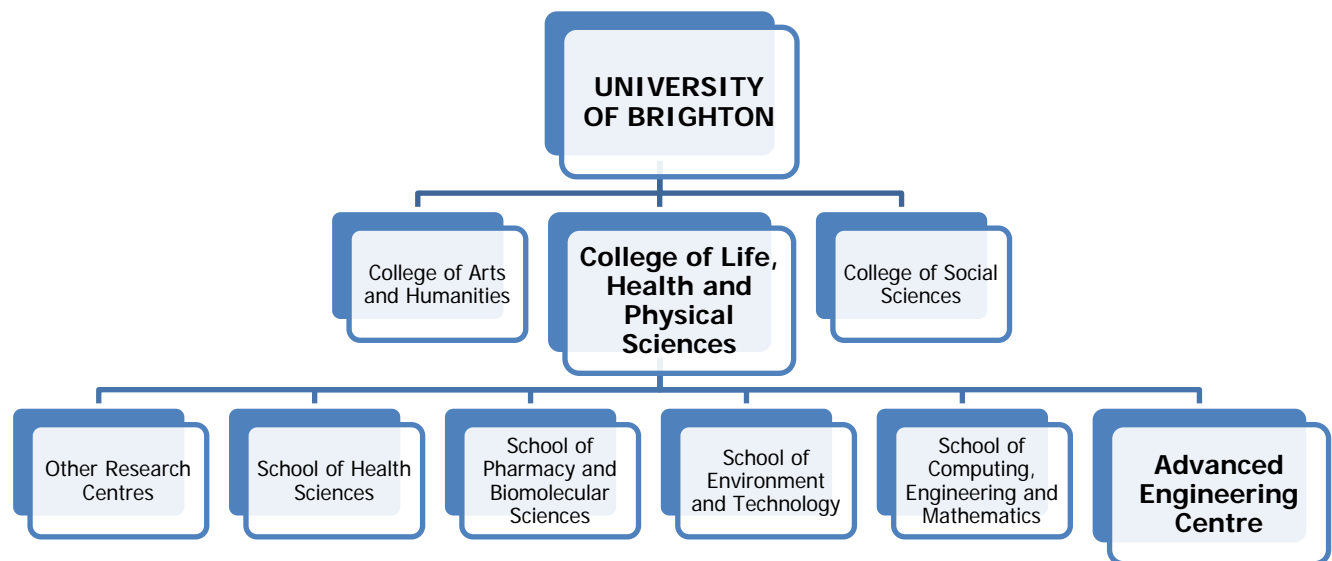 UNIVERSITY
OF BRIGHTON
College of Arts
and Humanities
College of Life,
Health and
Physical
Sciences
College of Social
Sciences
Other Research
Centres
School of Health
Sciences
School of
Pharmacy and
Biomolecular
Sciences
School of
Environment
and Technology
School of
Computing,
Engineering and
Mathematics
Advanced
Engineering
Centre